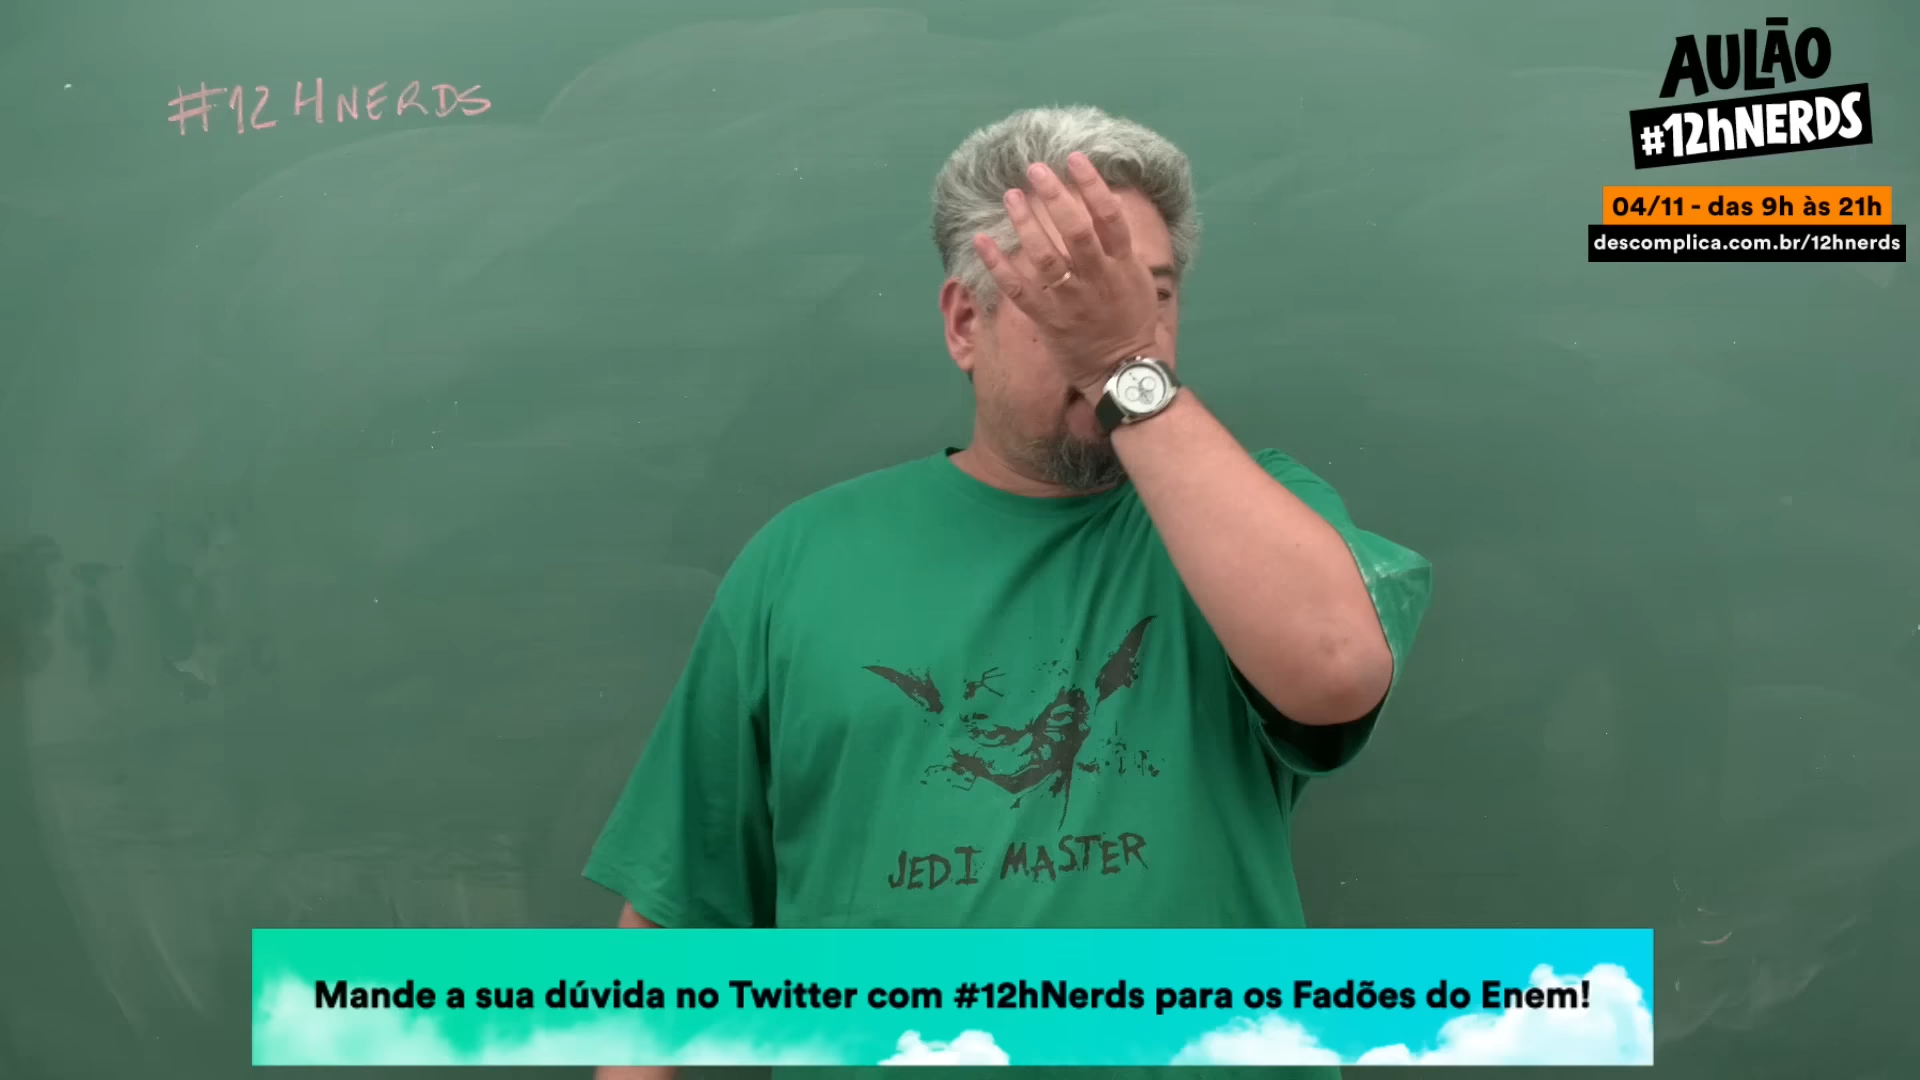 #12HNERDS
AULÃO
#12hNERDS
04/11 - das 9h às 21h
descomplica.com.br/12hnerds
JEDI MASTER
Mande a sua dúvida no Twitter com #12hNerds para os Fadões do Enem!